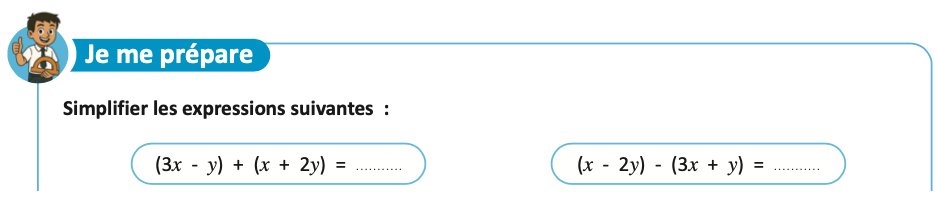 Je me prépare
Simplifier les expressions suivantes :
(3x - y) + (x + 2y) = ...........
(x - 2y) - (3x + y) = ...........